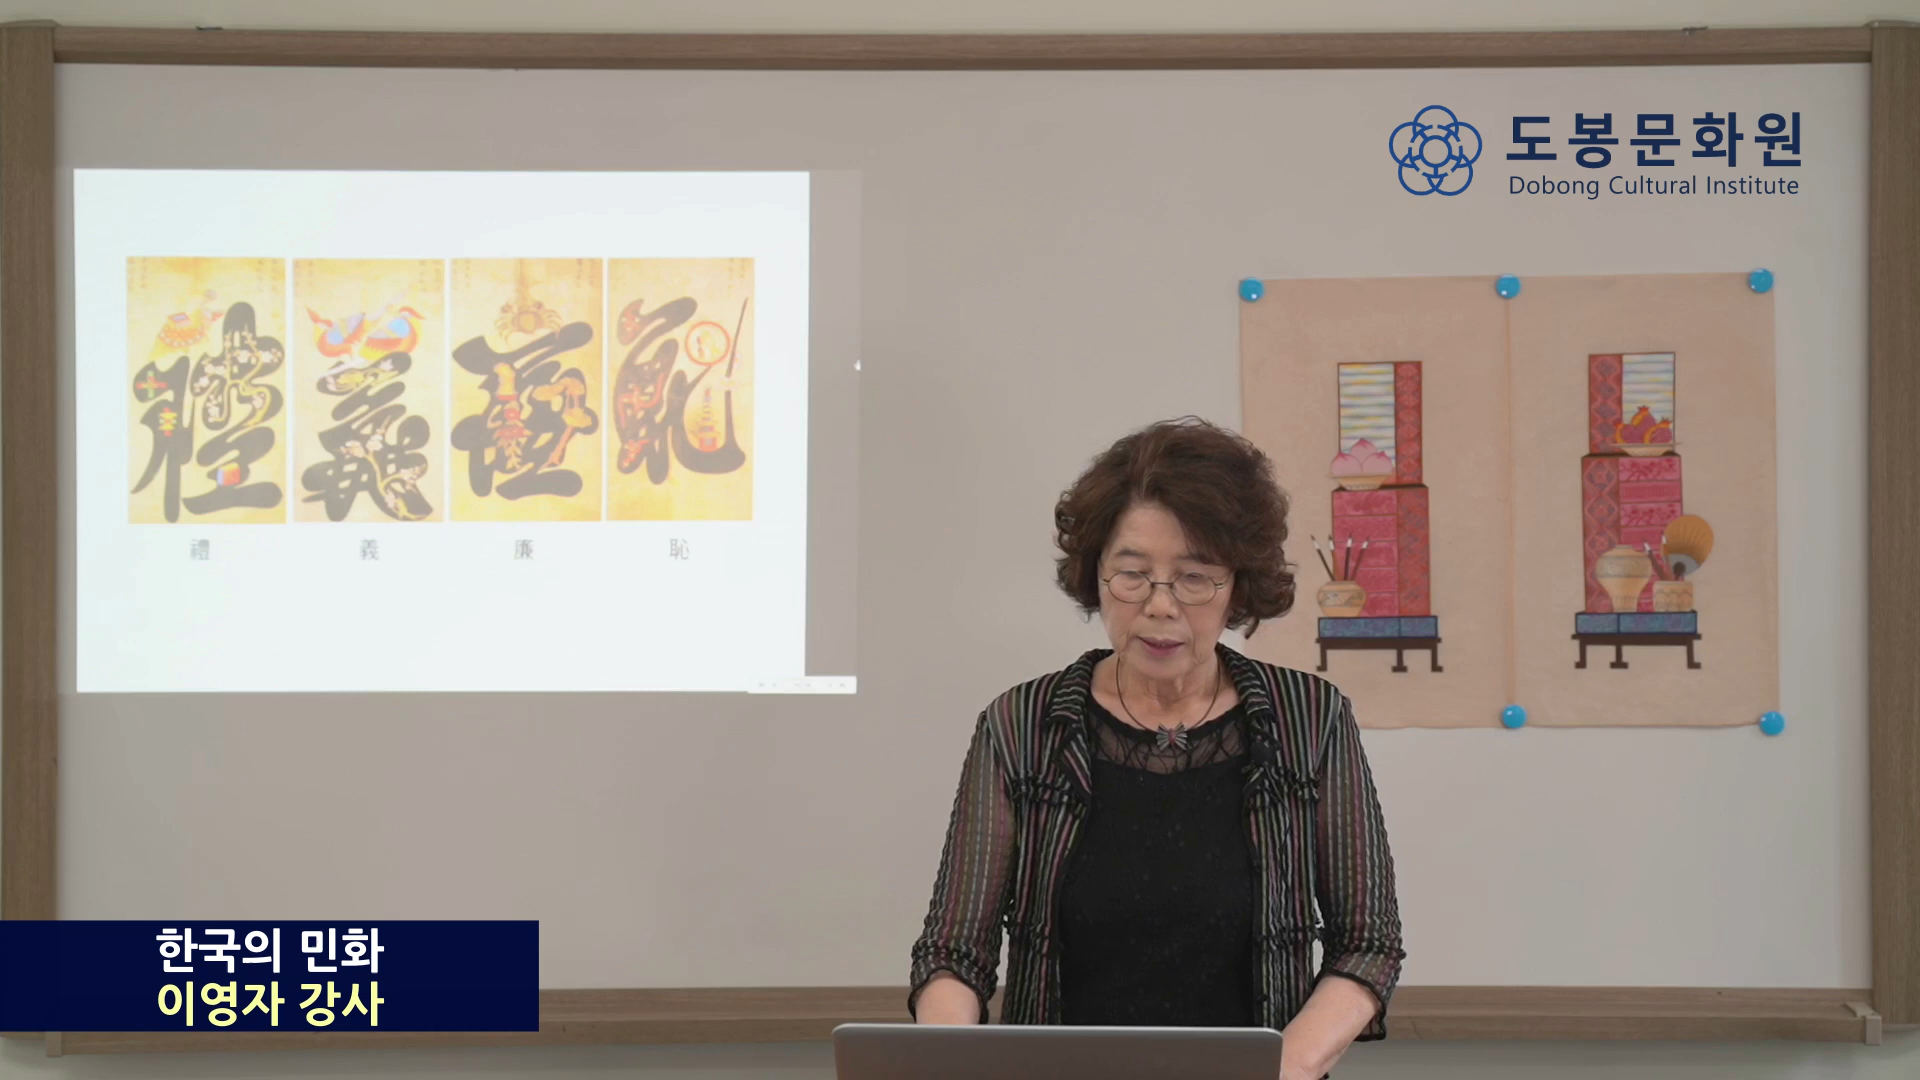 도봉문화원
Dobong Cultural Institute
禮 義 廉 恥
한국의 민화
이영자 강사